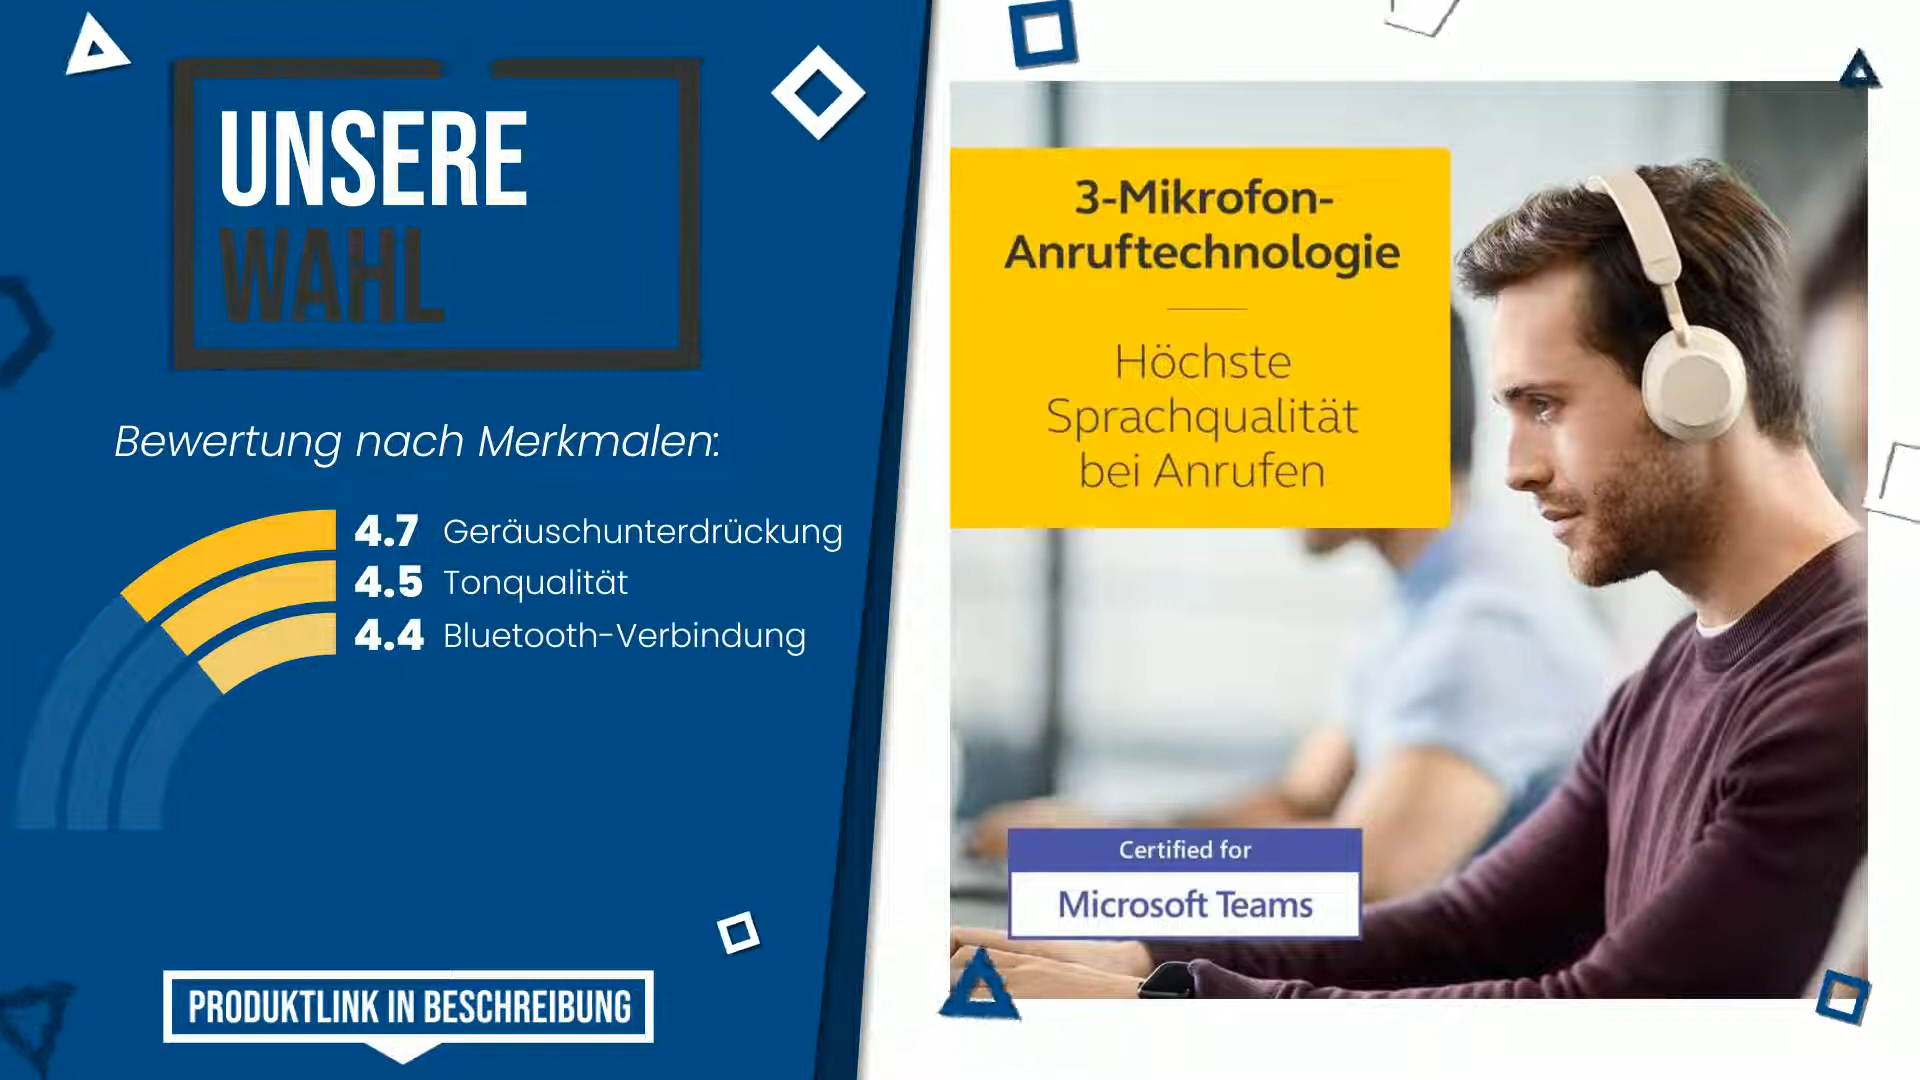 UNSERE
WAHL
Bewertung nach Merkmalen:
4.7 Geräuschunterdrückung
4.5 Tonqualität
4.4 Bluetooth-Verbindung
PRODUKTLINK IN BESCHREIBUNG
3-Mikrofon-
Anruftechnologie
Höchste
Sprachqualität
bei Anrufen
Certified for
Microsoft Teams